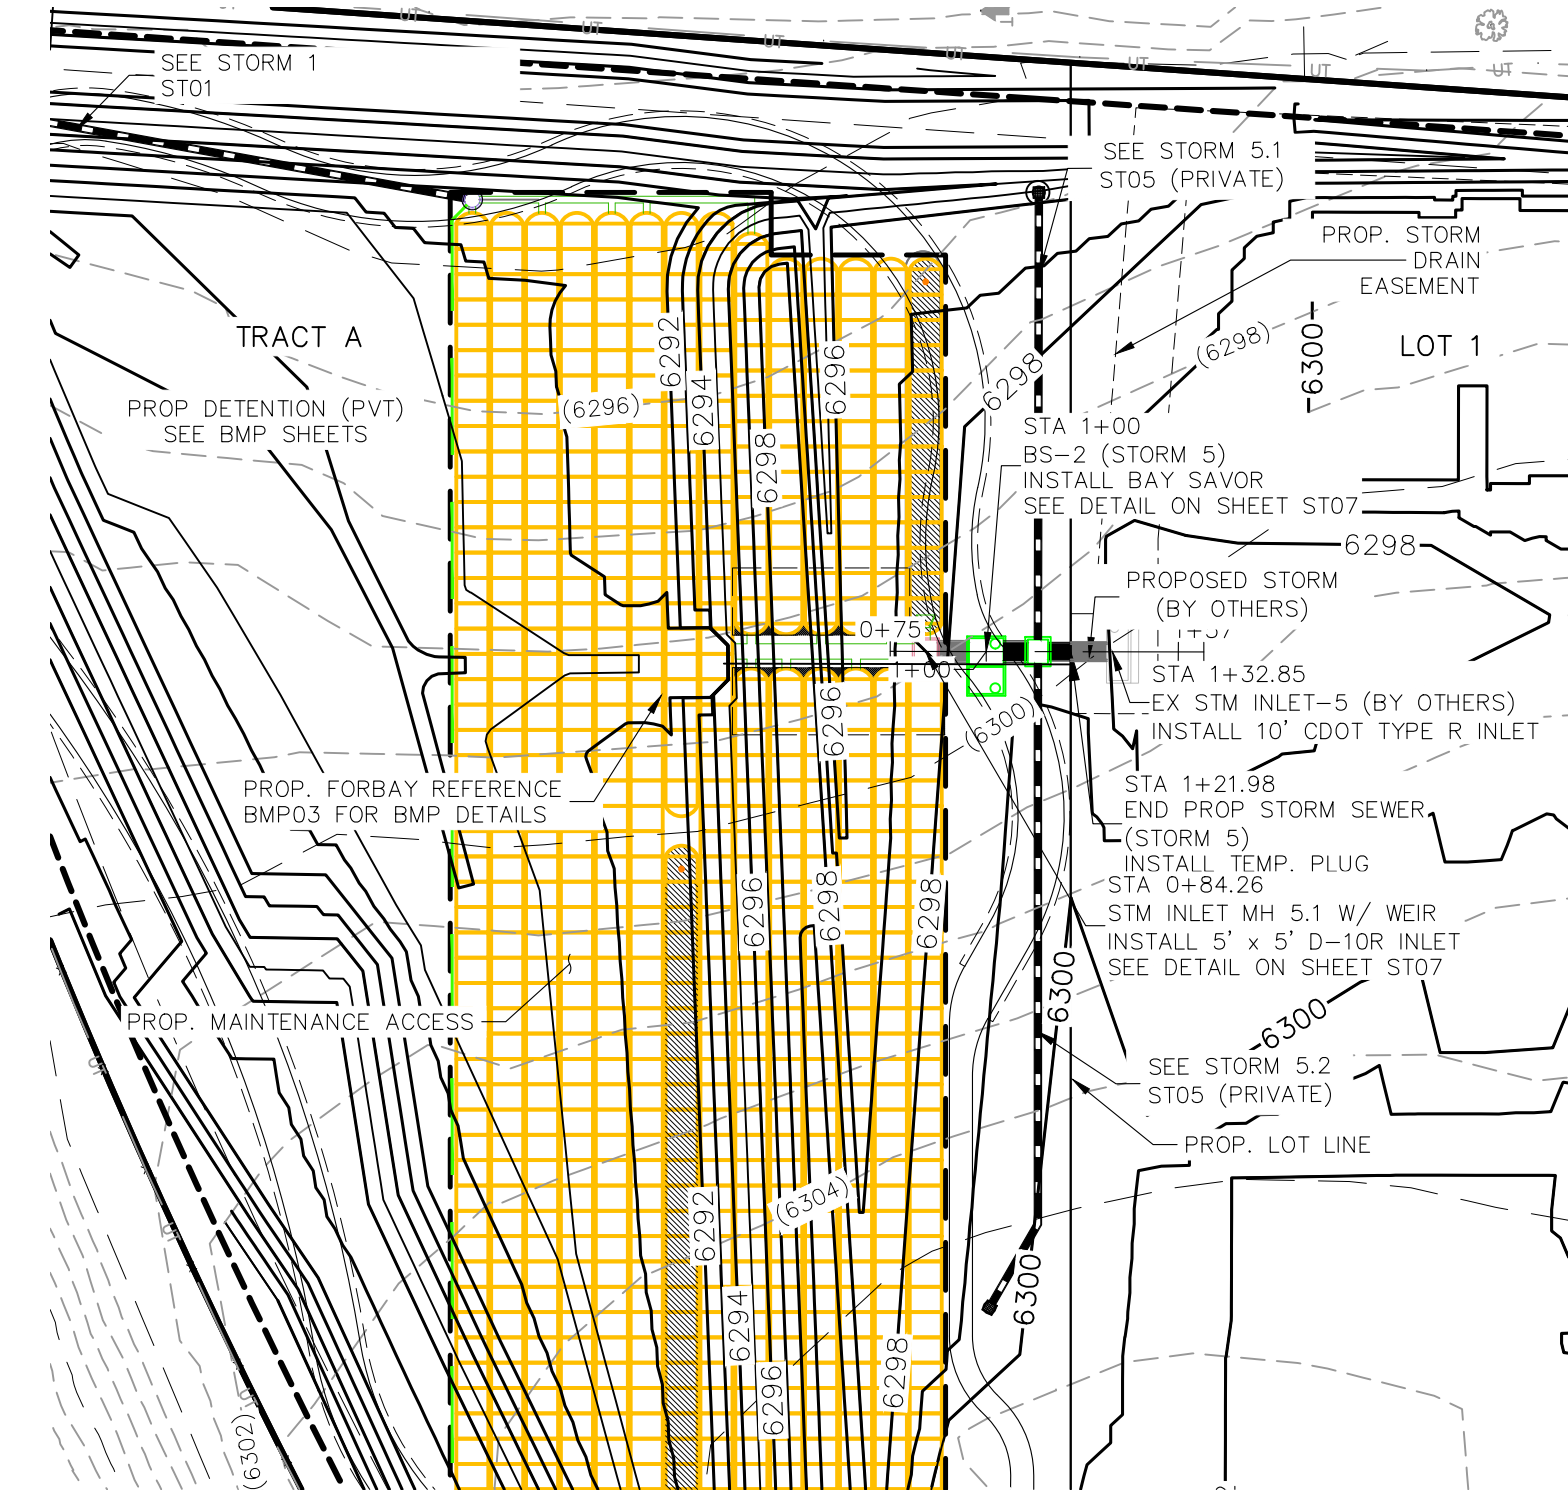 UT
UT
UT
UT
UT
UT
UT
SEE STORM 1
ST01
SEE STORM 5.1
ST05 (PRIVATE)
PROP. STORM
DRAIN
EASEMENT
TRACT A
LOT 1
6300
(6298)
6292
6294
6296
6298
6298
(6296)
PROP DETENTION (PVT)
SEE BMP SHEETS
STA 1+00
BS-2 (STORM 5)
INSTALL BAY SAVOR
SEE DETAIL ON SHEET ST07
6298
PROPOSED STORM
(BY OTHERS)
0+75
1+00
STA 1+32.85
EX STM INLET-5 (BY OTHERS)
INSTALL 10' CDOT TYPE R INLET
6296
(6300)
PROP. FORBAY REFERENCE
BMP03 FOR BMP DETAILS
STA 1+21.98
END PROP STORM SEWER
(STORM 5)
INSTALL TEMP. PLUG
STA 0+84.26
STM INLET MH 5.1 W/ WEIR
INSTALL 5' x 5' D-10R INLET
SEE DETAIL ON SHEET ST07
6296
6298
6298
6300
6300
PROP. MAINTENANCE ACCESS
SEE STORM 5.2
ST05 (PRIVATE)
PROP. LOT LINE
(6304)
6292
6294
6296
6298
6300
(6302)